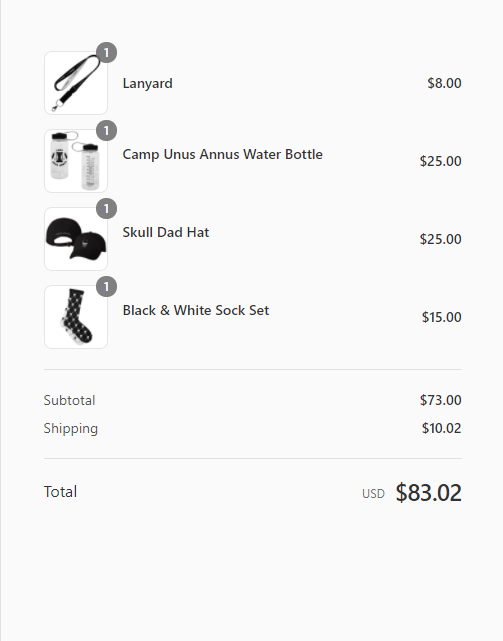 1
Lanyard $8.00
1
Camp Unus Annus Water Bottle $25.00
1
Skull Dad Hat $25.00
1
Black & White Sock Set $15.00
Subtotal $73.00
Shipping $10.02
Total USD $83.02